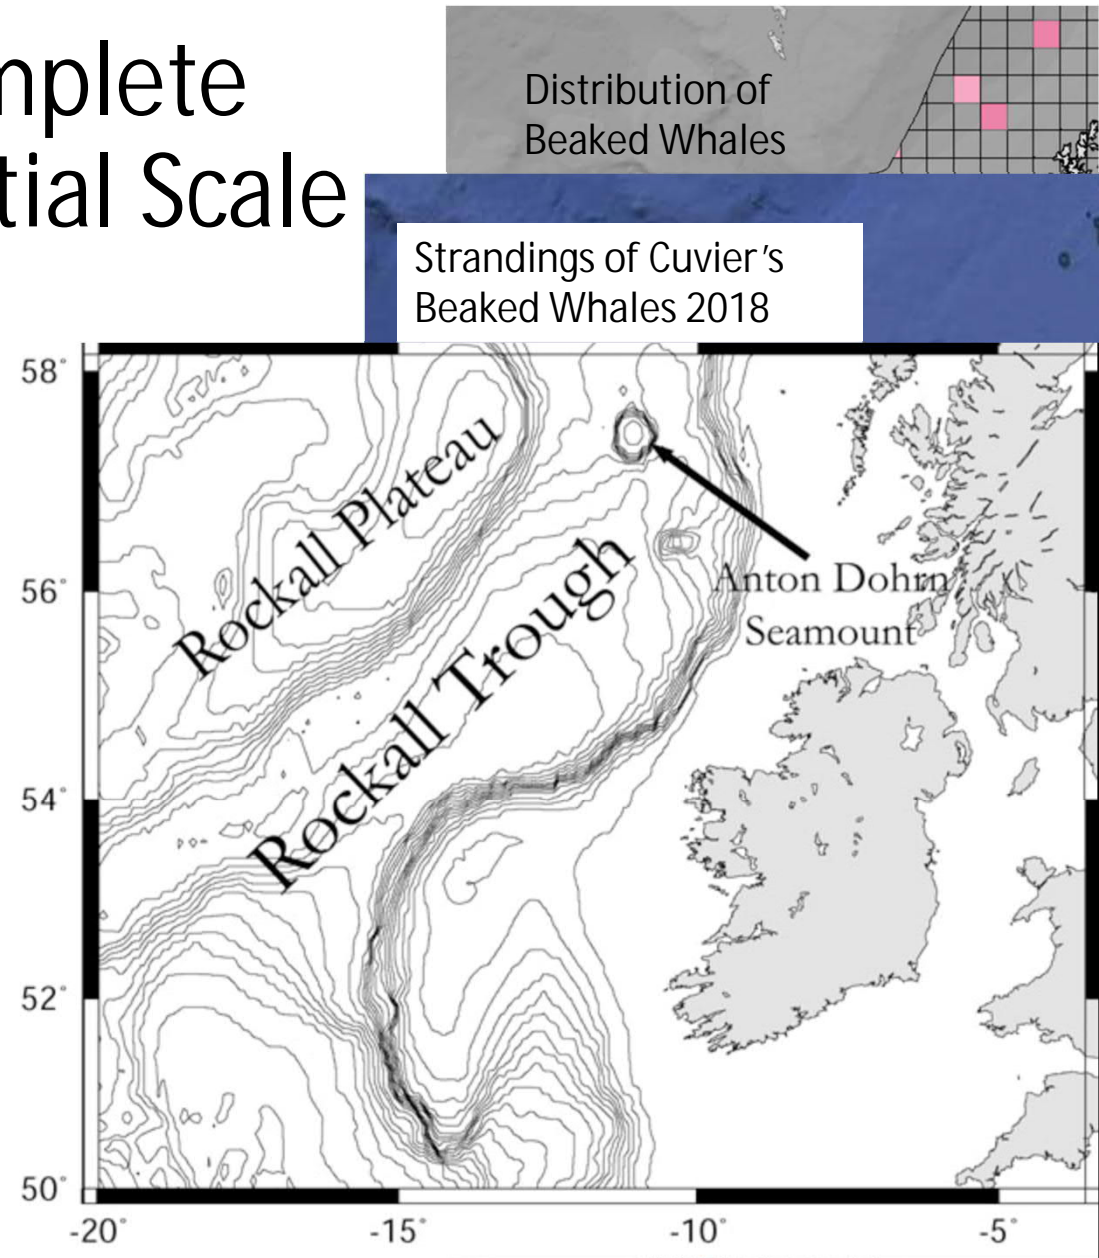 mplete
tial Scale
Distribution of
Beaked Whales
Strandings of Cuvier's
Beaked Whales 2018
58°
56°
54°
52°
50°
Rockall Plateau
Rockall Trough
Anton Dohrn
Seamount
-20°
-15°
-10°
-5°